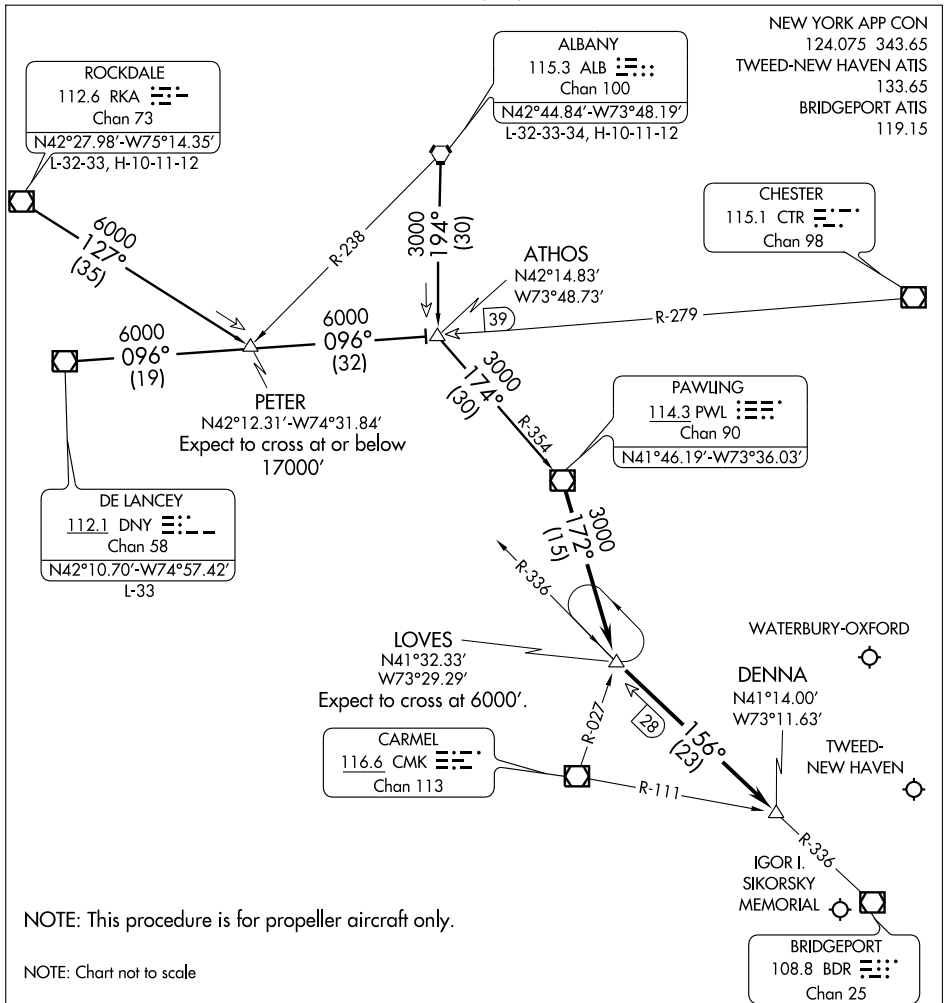 NEW YORK APP CON
124.075 343.65
TWEED-NEW HAVEN ATIS
133.65
BRIDGEPORT ATIS
119.15
ROCKDALE
112.6 RKA
Chan 73
N42°27.98′-W75°14.35′
L-32-33, H-10-11-12
ALBANY
115.3 ALB
Chan 100
N42°44.84′-W73°48.19′
L-32-33-34, H-10-11-12
CHESTER
115.1 CTR
Chan 98
6000
127°
(35)
R-238
3000
194°
(30)
ATHOS
N42°14.83′
W73°48.73′
39
R-279
6000
096°
(19)
6000
096°
(32)
PETER
N42°12.31′-W74°31.84′
Expect to cross at or below
17000′
3000
174°
(30)
R-354
PAWLING
114.3 PWL
Chan 90
N41°46.19′-W73°36.03′
DE LANCEY
112.1 DNY
Chan 58
N42°10.70′-W74°57.42′
L-33
3000
172°
(15)
R-336
LOVES
N41°32.33′
W73°29.29′
Expect to cross at 6000′.
WATERBURY-OXFORD
DENNA
N41°14.00′
W73°11.63′
28
156°
(23)
R-027
CARMEL
116.6 CMK
Chan 113
R-111
TWEED-
NEW HAVEN
R-336
IGOR I.
SIKORSKY
MEMORIAL
BRIDGEPORT
108.8 BDR
Chan 25
NOTE: This procedure is for propeller aircraft only.
NOTE: Chart not to scale